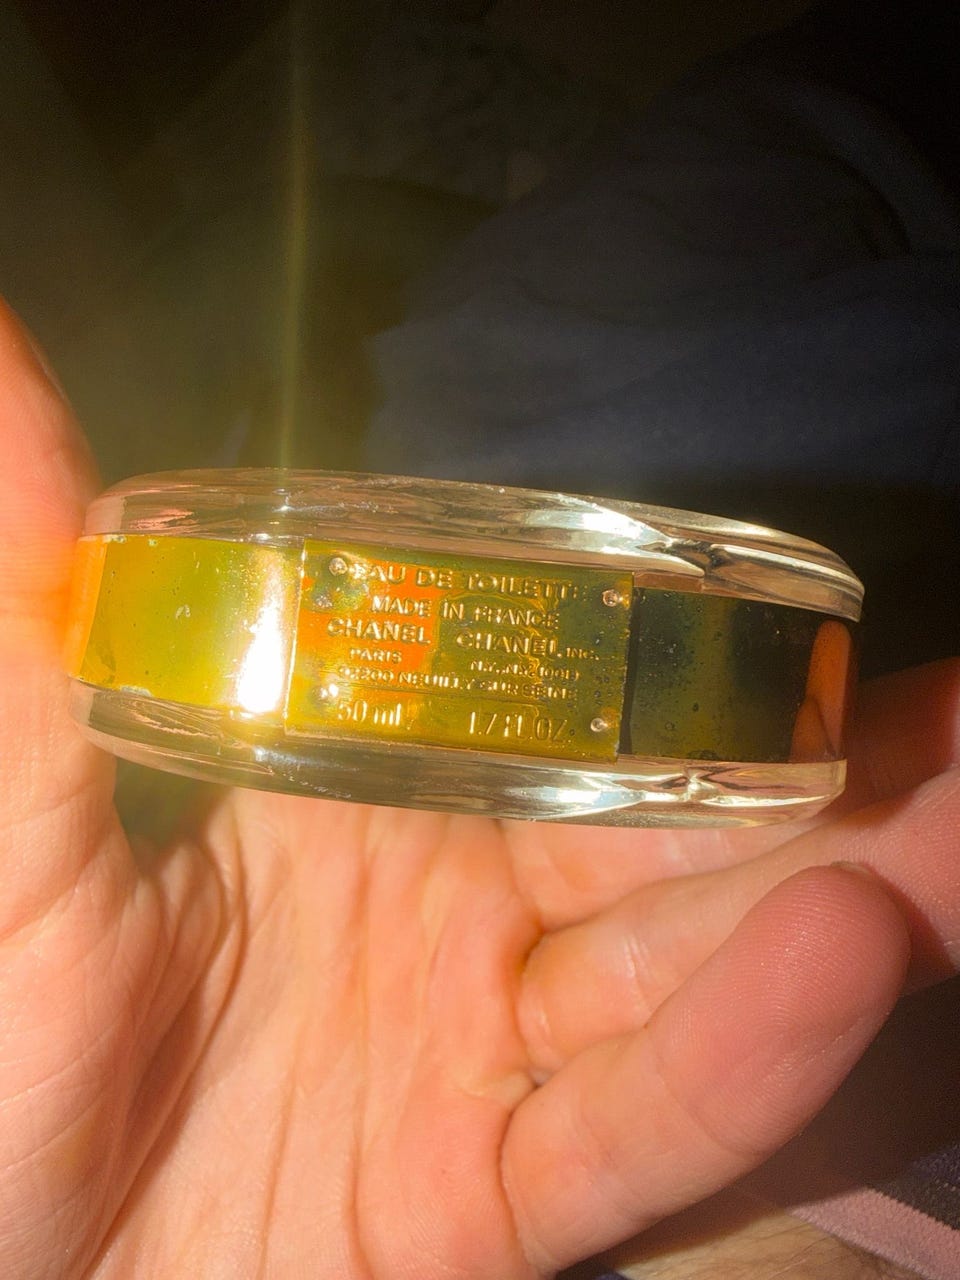 EAU DE TOILETTE
MADE IN FRANCE
CHANEL CHANEL, INC.
PARIS N.Y., N.Y.
92200 NEUILLY SUR SEINE
50 ml 1.7 FL.OZ.